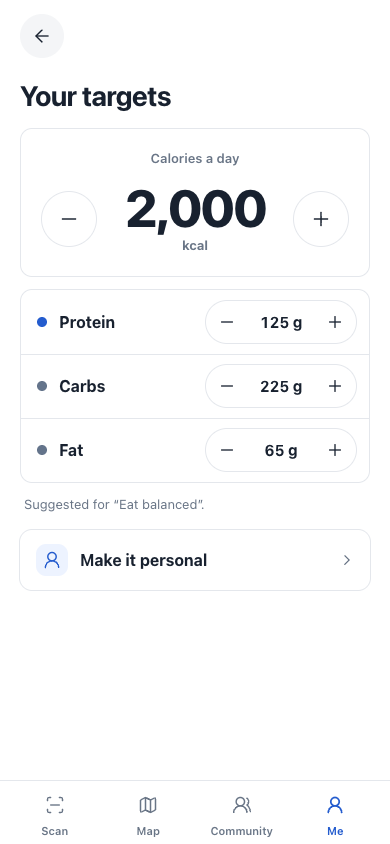 Your targets
Calories a day
2,000
kcal
Protein
125 g
Carbs
225 g
Fat
65 g
Suggested for “Eat balanced”.
Make it personal
Scan
Map
Community
Me